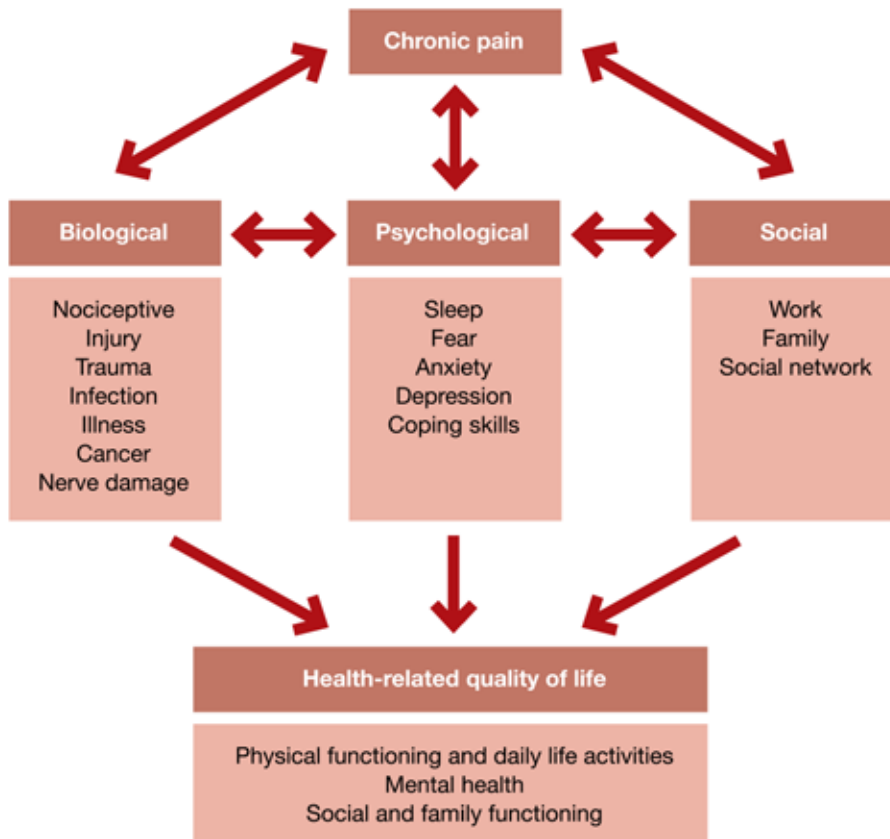 Chronic pain
Biological
Psychological
Social
Nociceptive
Injury
Trauma
Infection
Illness
Cancer
Nerve damage
Sleep
Fear
Anxiety
Depression
Coping skills
Work
Family
Social network
Health-related quality of life
Physical functioning and daily life activities
Mental health
Social and family functioning